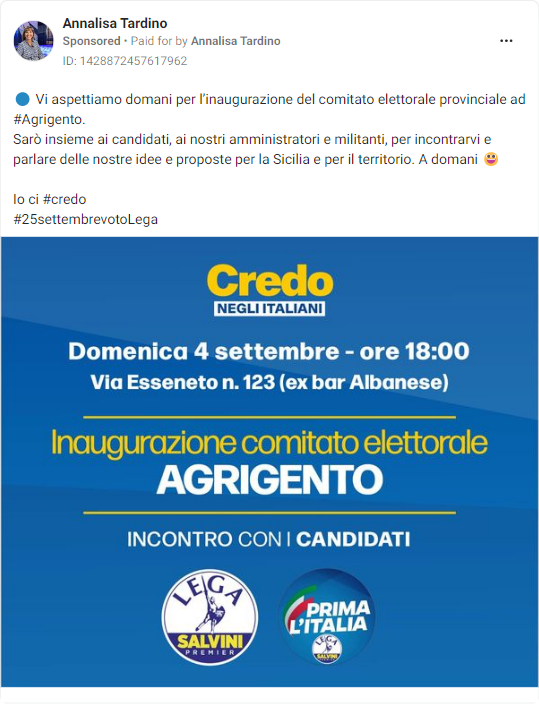 Annalisa Tardino
Sponsored • Paid for by Annalisa Tardino
ID: 1428872457617962
🔵 Vi aspettiamo domani per l'inaugurazione del comitato elettorale provinciale ad
#Agrigento.
Sarò insieme ai candidati, ai nostri amministratori e militanti, per incontrarvi e
parlare delle nostre idee e proposte per la Sicilia e per il territorio. A domani 😃
Io ci #credo
#25settembrevotoLega
Credo
NEGLI ITALIANI
Domenica 4 settembre - ore 18:00
Via Esseneto n. 123 (ex bar Albanese)
Inaugurazione comitato elettorale
AGRIGENTO
INCONTRO CON I CANDIDATI
LEGA
SALVINI
PREMIER
PRIMA
L'ITALIA
LEGA
SALVINI